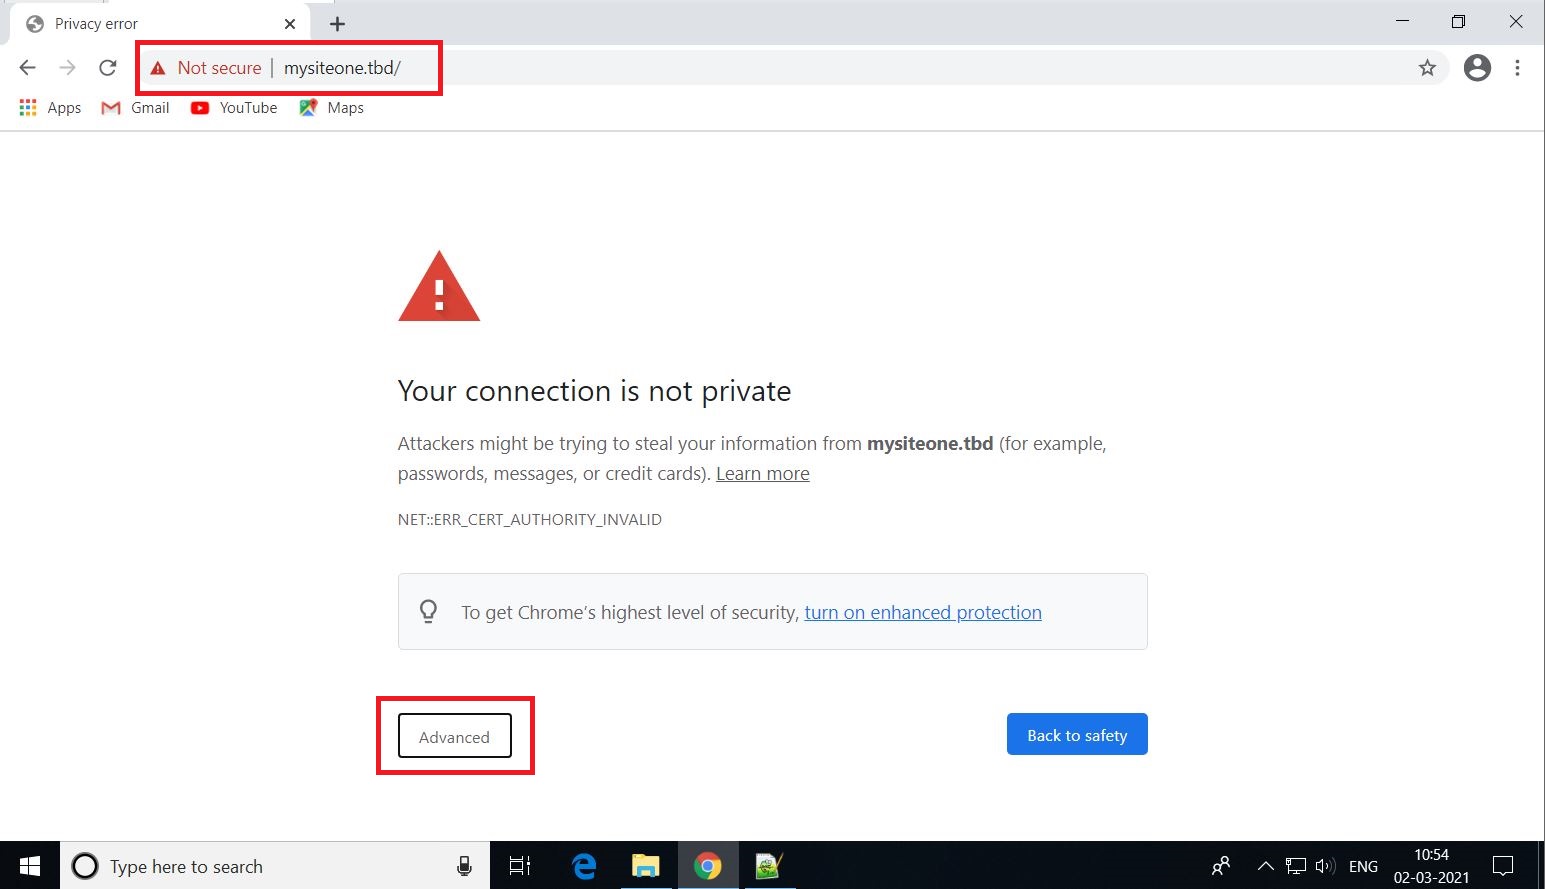 Privacy error
Not secure | mysiteone.tbd/
Apps Gmail YouTube Maps
Your connection is not private
Attackers might be trying to steal your information from mysiteone.tbd (for example,
passwords, messages, or credit cards). Learn more
NET::ERR_CERT_AUTHORITY_INVALID
To get Chrome's highest level of security, turn on enhanced protection
Advanced
Back to safety
Type here to search
ENG
10:54
02-03-2021